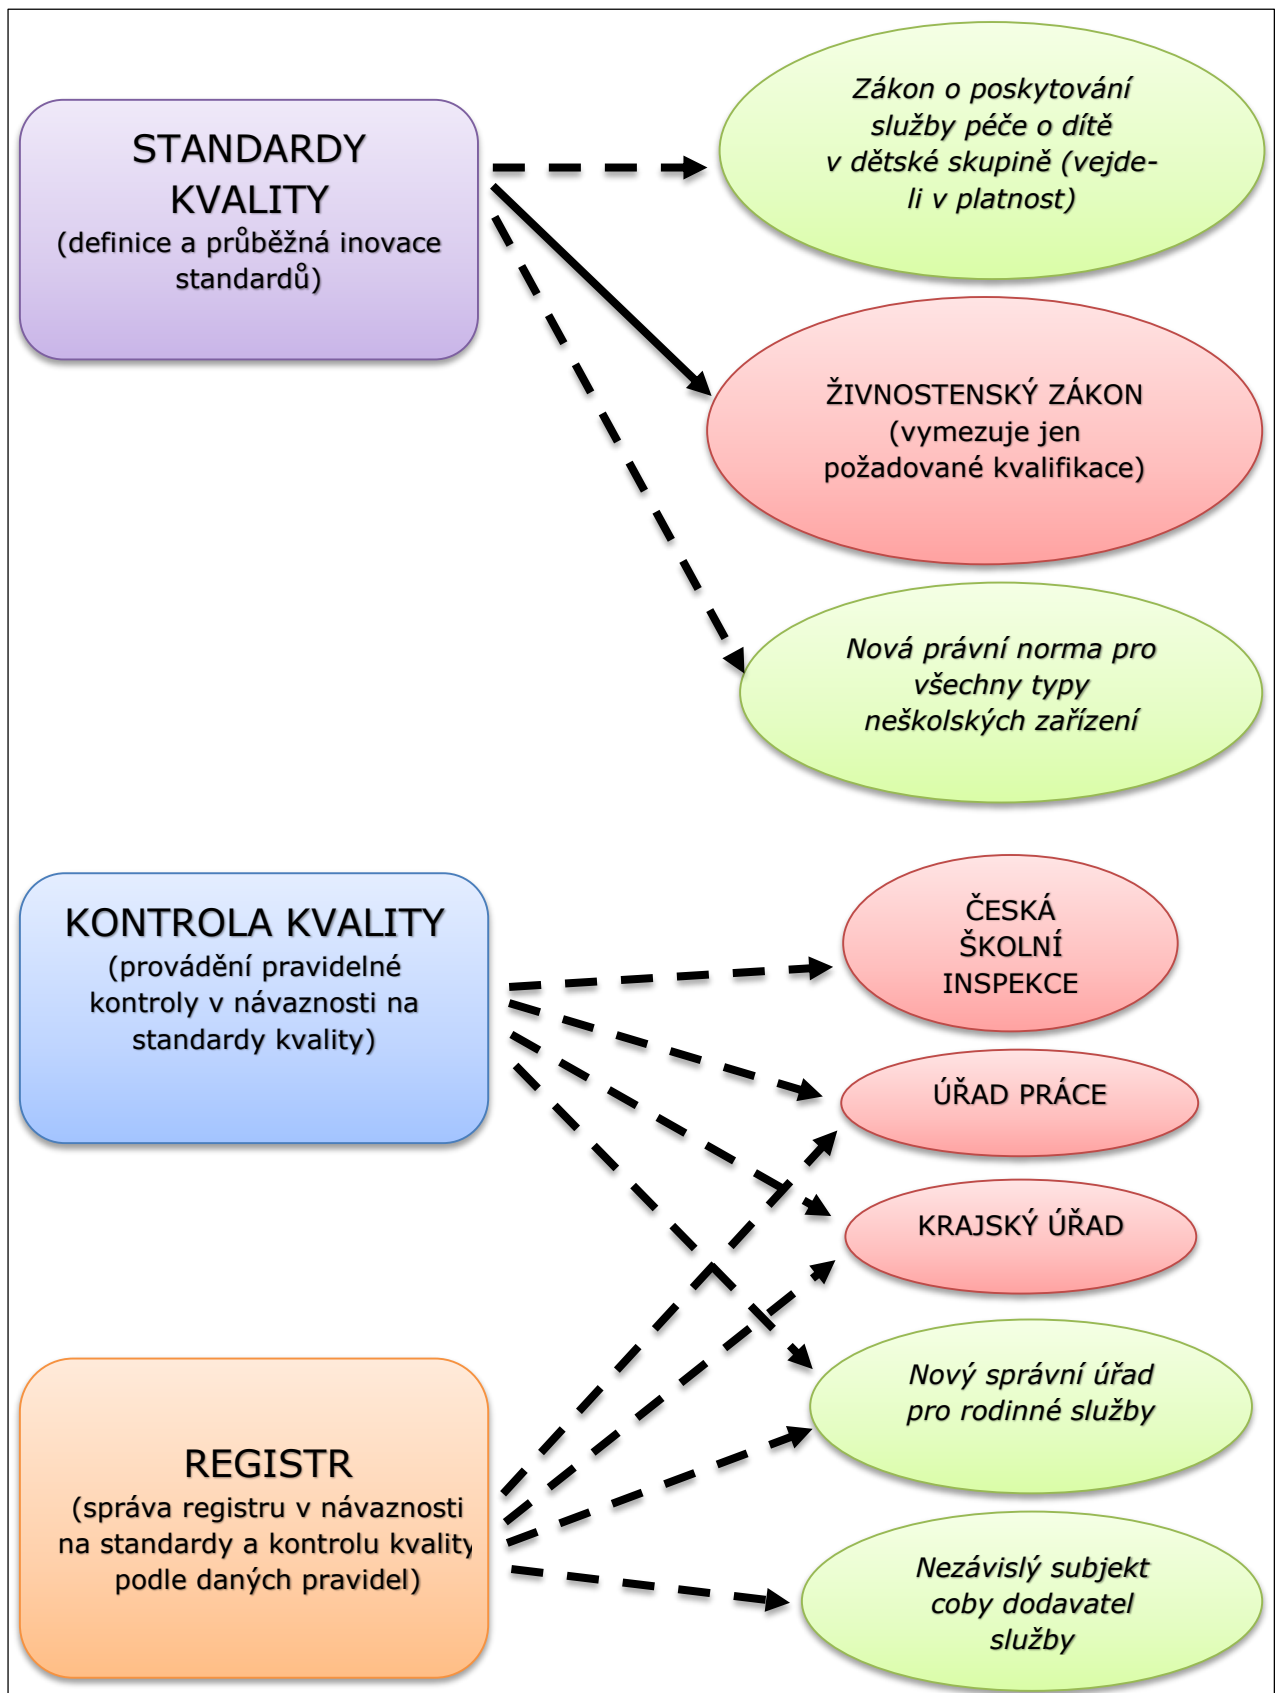 STANDARDY
KVALITY
(definice a průběžná inovace
standardů)
Zákon o poskytování
služby péče o dítě
v dětské skupině (vejde-
li v platnost)
ŽIVNOSTENSKÝ ZÁKON
(vymezuje jen
požadované kvalifikace)
Nová právní norma pro
všechny typy
neškolských zařízení
KONTROLA KVALITY
(provádění pravidelné
kontroly v návaznosti na
standardy kvality)
ČESKÁ
ŠKOLNÍ
INSPEKCE
ÚŘAD PRÁCE
KRAJSKÝ ÚŘAD
Nový správní úřad
pro rodinné služby
REGISTR
(správa registru v návaznosti
na standardy a kontrolu kvality
podle daných pravidel)
Nezávislý subjekt
coby dodavatel
služby